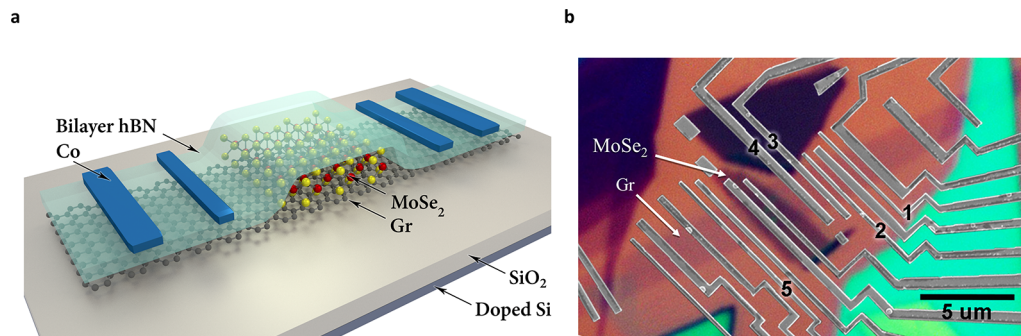 a
Bilayer hBN
Co
MoSe2
Gr
SiO2
Doped Si
b
MoSe2
Gr
4 3
1
2
5
5 um